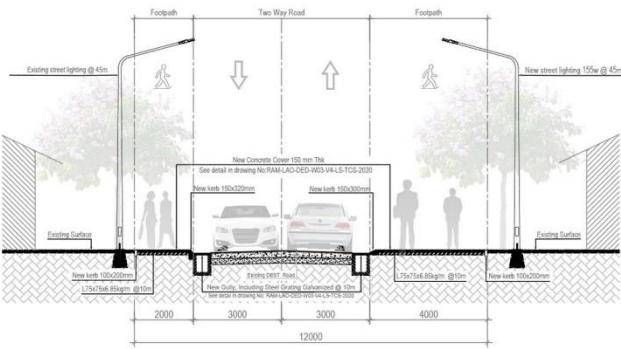 Footpath
Two Way Road
Footpath
Existing street lighting @ 45m
New street lighting 155w @ 45m
New Concrete Cover 150 mm Thk
See detail in drawing No:RAM-LAO-DED-W03-V4-LS-TCS-2020
New kerb 150x320mm
New kerb 150x300mm
Existing Surface
Existing Surface
New kerb 100x200mm
Existing DBST Road
New kerb 100x200mm
L75x75x6.85kg/m @10m
New Gully, Including Steel Grating Galvanized @ 10m
L75x75x6.85kg/m @10m
See detail in drawing No: RAM-LAO-DED-W03-V4-LS-TCS-2020
2000
3000
3000
4000
12000